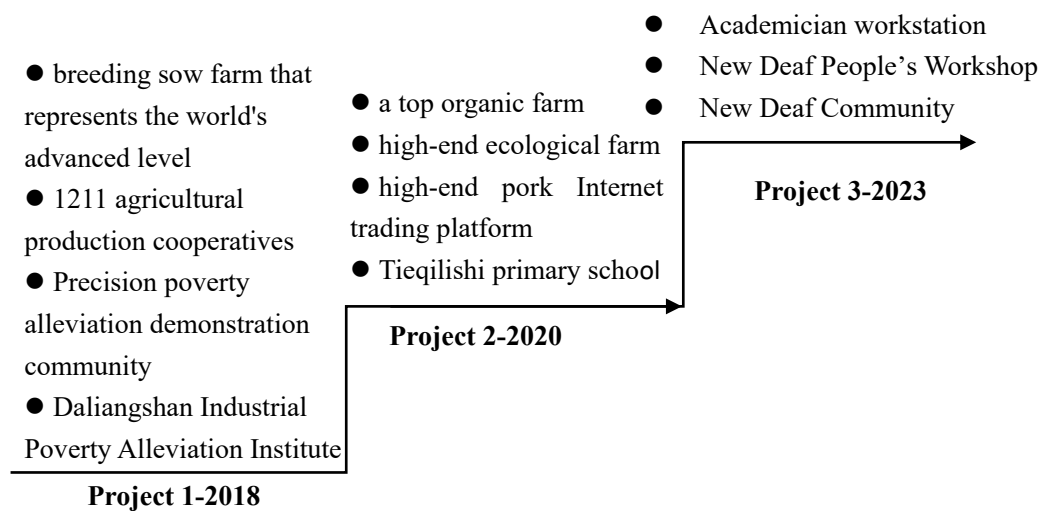 ● breeding sow farm that
represents the world's
advanced level
● 1211 agricultural
production cooperatives
● Precision poverty
alleviation demonstration
community
● Daliangshan Industrial
Poverty Alleviation Institute
Project 1-2018
● a top organic farm
● high-end ecological farm
● high-end pork Internet
trading platform
● Tieqilishi primary school
Project 2-2020
● Academician workstation
● New Deaf People’s Workshop
● New Deaf Community
Project 3-2023